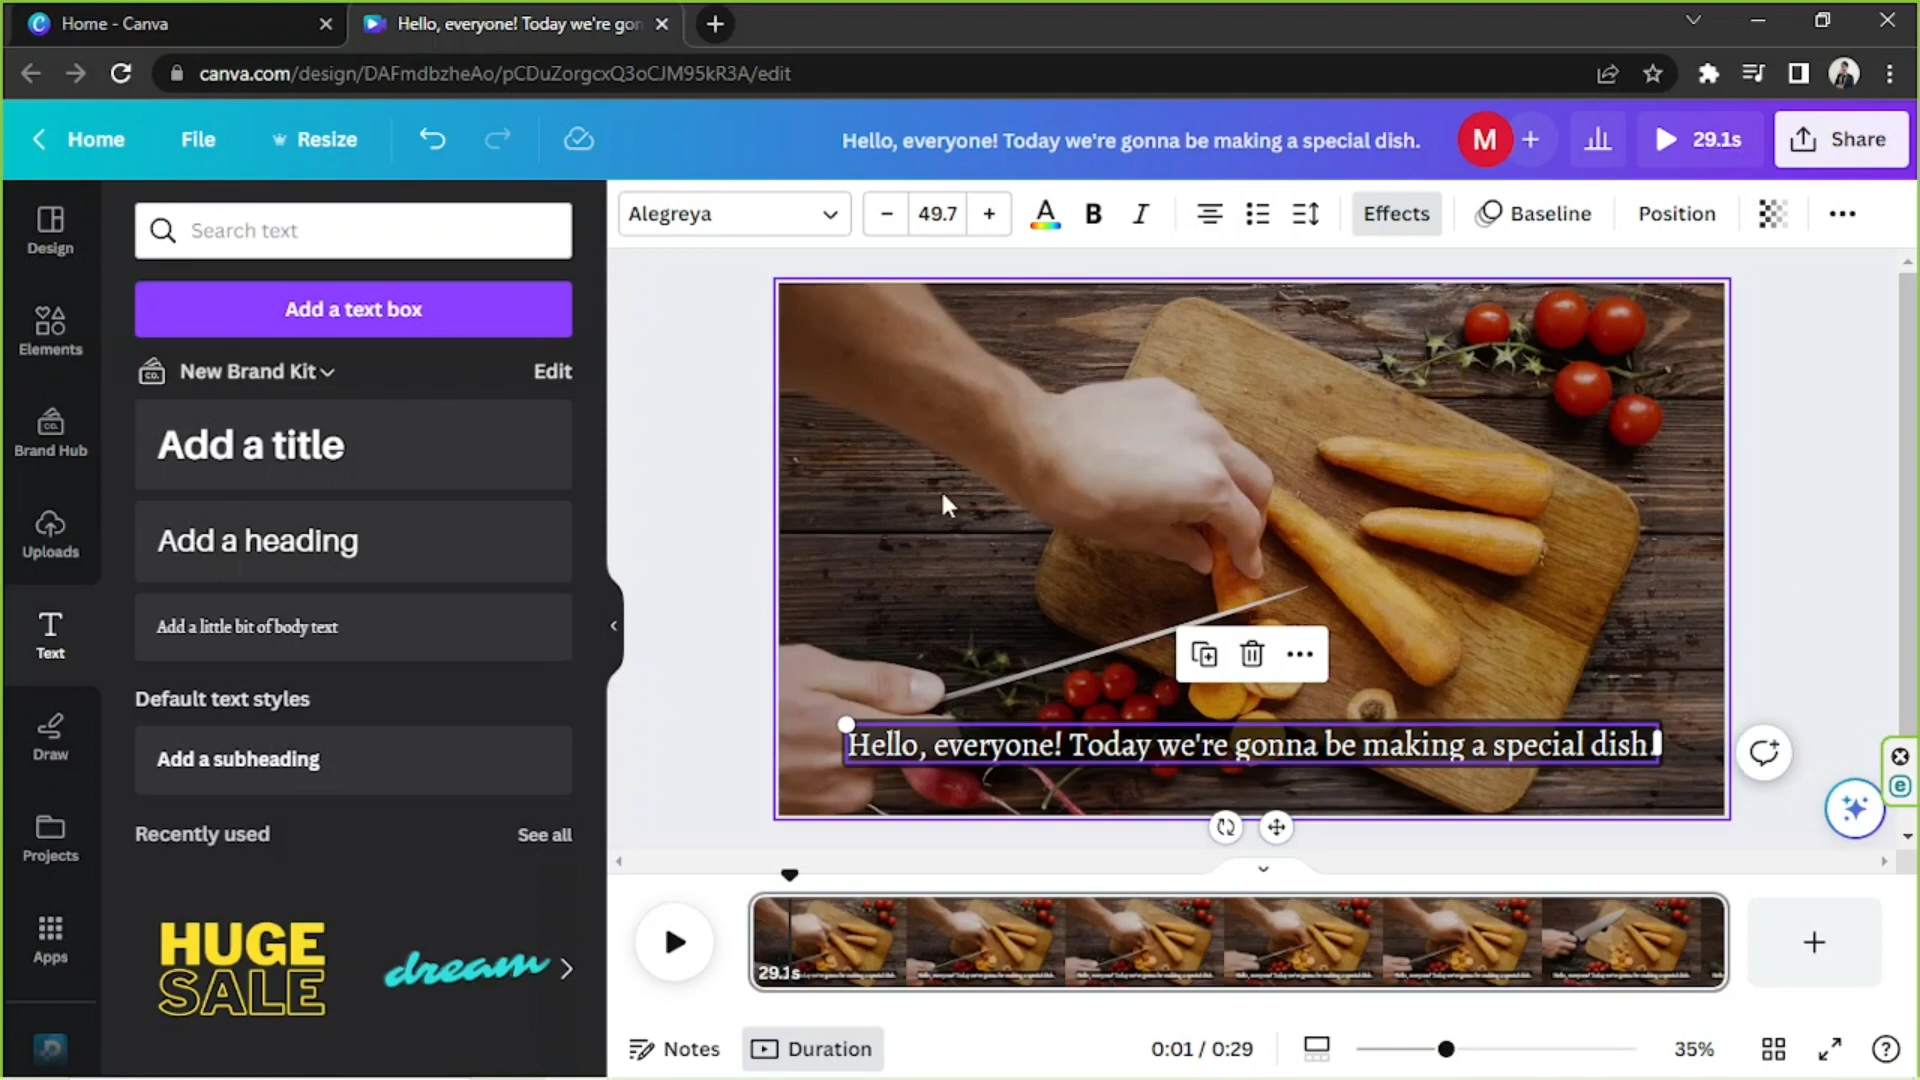 Home - Canva
Hello, everyone! Today we're gon
canva.com/design/DAFmdbzheAo/pCDuZorgcxQ3oCJM95kR3A/edit
Home
File
Resize
Hello, everyone! Today we're gonna be making a special dish.
M
29.1s
Share
Design
Elements
Brand Hub
Uploads
Text
Draw
Projects
Apps
Search text
Add a text box
CO.
New Brand Kit
Edit
Add a title
Add a heading
Add a little bit of body text
Default text styles
Add a subheading
Recently used
See all
HUGE
SALE
dream
Alegreya
49.7
A
B
I
Effects
Baseline
Position
Hello, everyone! Today we're gonna be making a special dish.
29.1s
Notes
Duration
0:01 / 0:29
35%